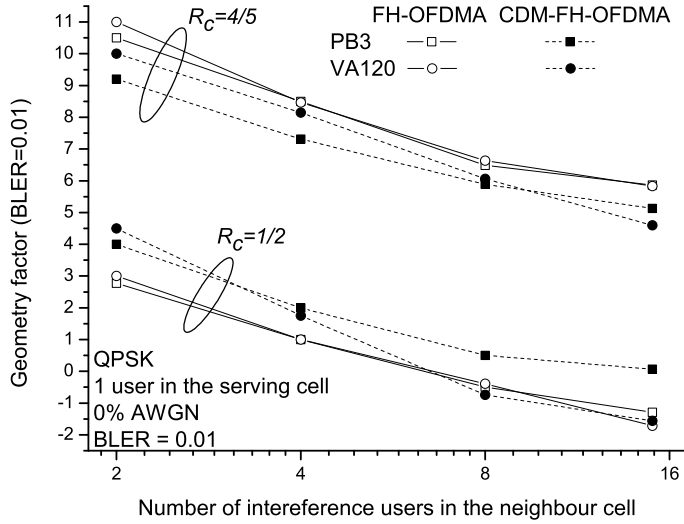 FH-OFDMA CDM-FH-OFDMA
PB3
VA120
R_C=4/5
R_C=1/2
11
10
9
8
7
6
5
4
3
2
1
0
-1
-2
Geometry factor (BLER=0.01)
QPSK
1 user in the serving cell
0% AWGN
BLER = 0.01
2 4 8 16
Number of intereference users in the neighbour cell